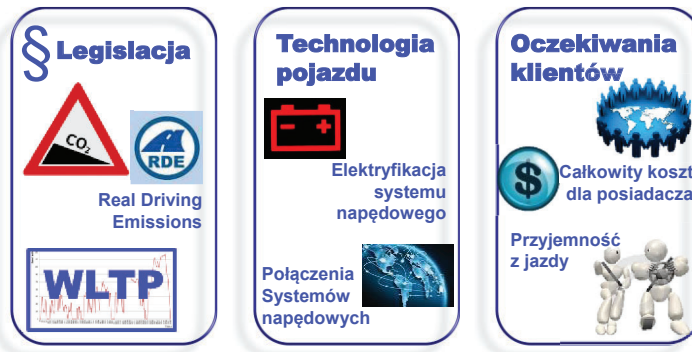 § Legislacja
CO₂
RDE
Real Driving
Emissions
WLTP
Technologia
pojazdu
Elektryfikacja
systemu
napędowego
Połączenia
Systemów
napędowych
Oczekiwania
klientów
$
Całkowity koszt
dla posiadacza
Przyjemność
z jazdy